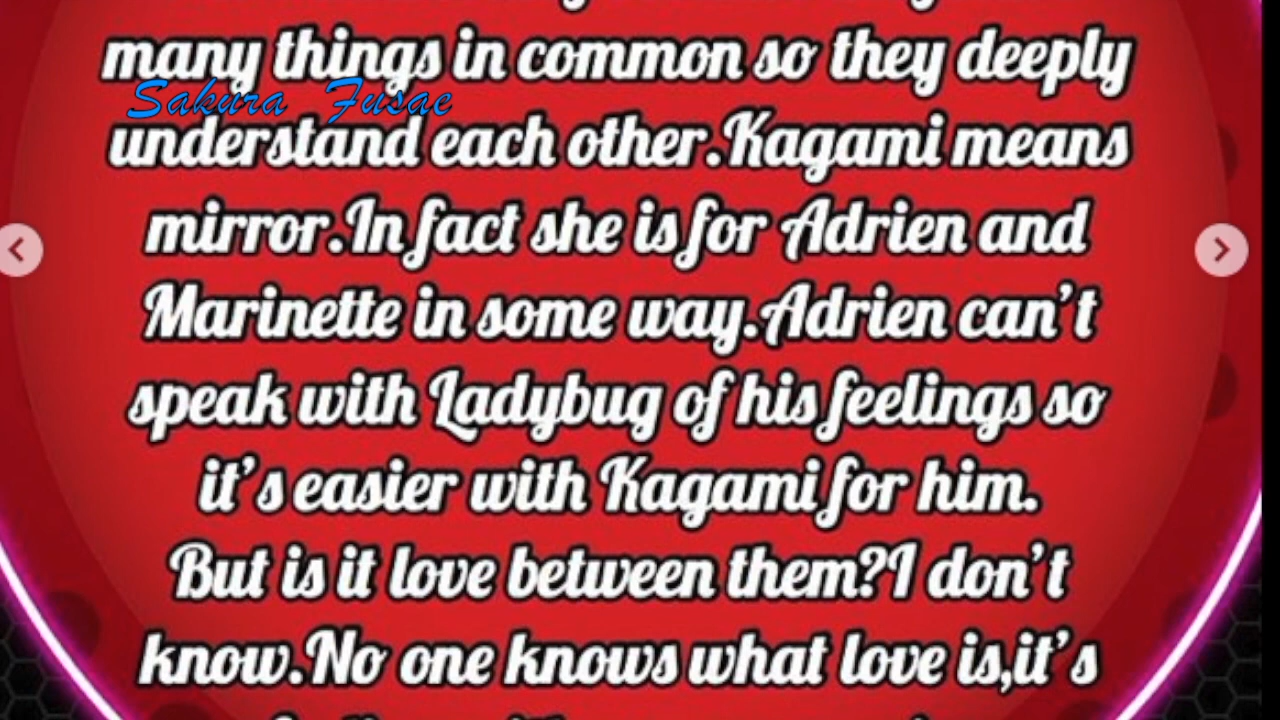 many things in common so they deeply
Sakura Fusae
understand each other.Kagami means
mirror.In fact she is for Adrien and
Marinette in some way.Adrien can't
speak with Ladybug of his feelings so
it's easier with Kagami for him.
But is it love between them?I don't
know.No one knows what love is,it's